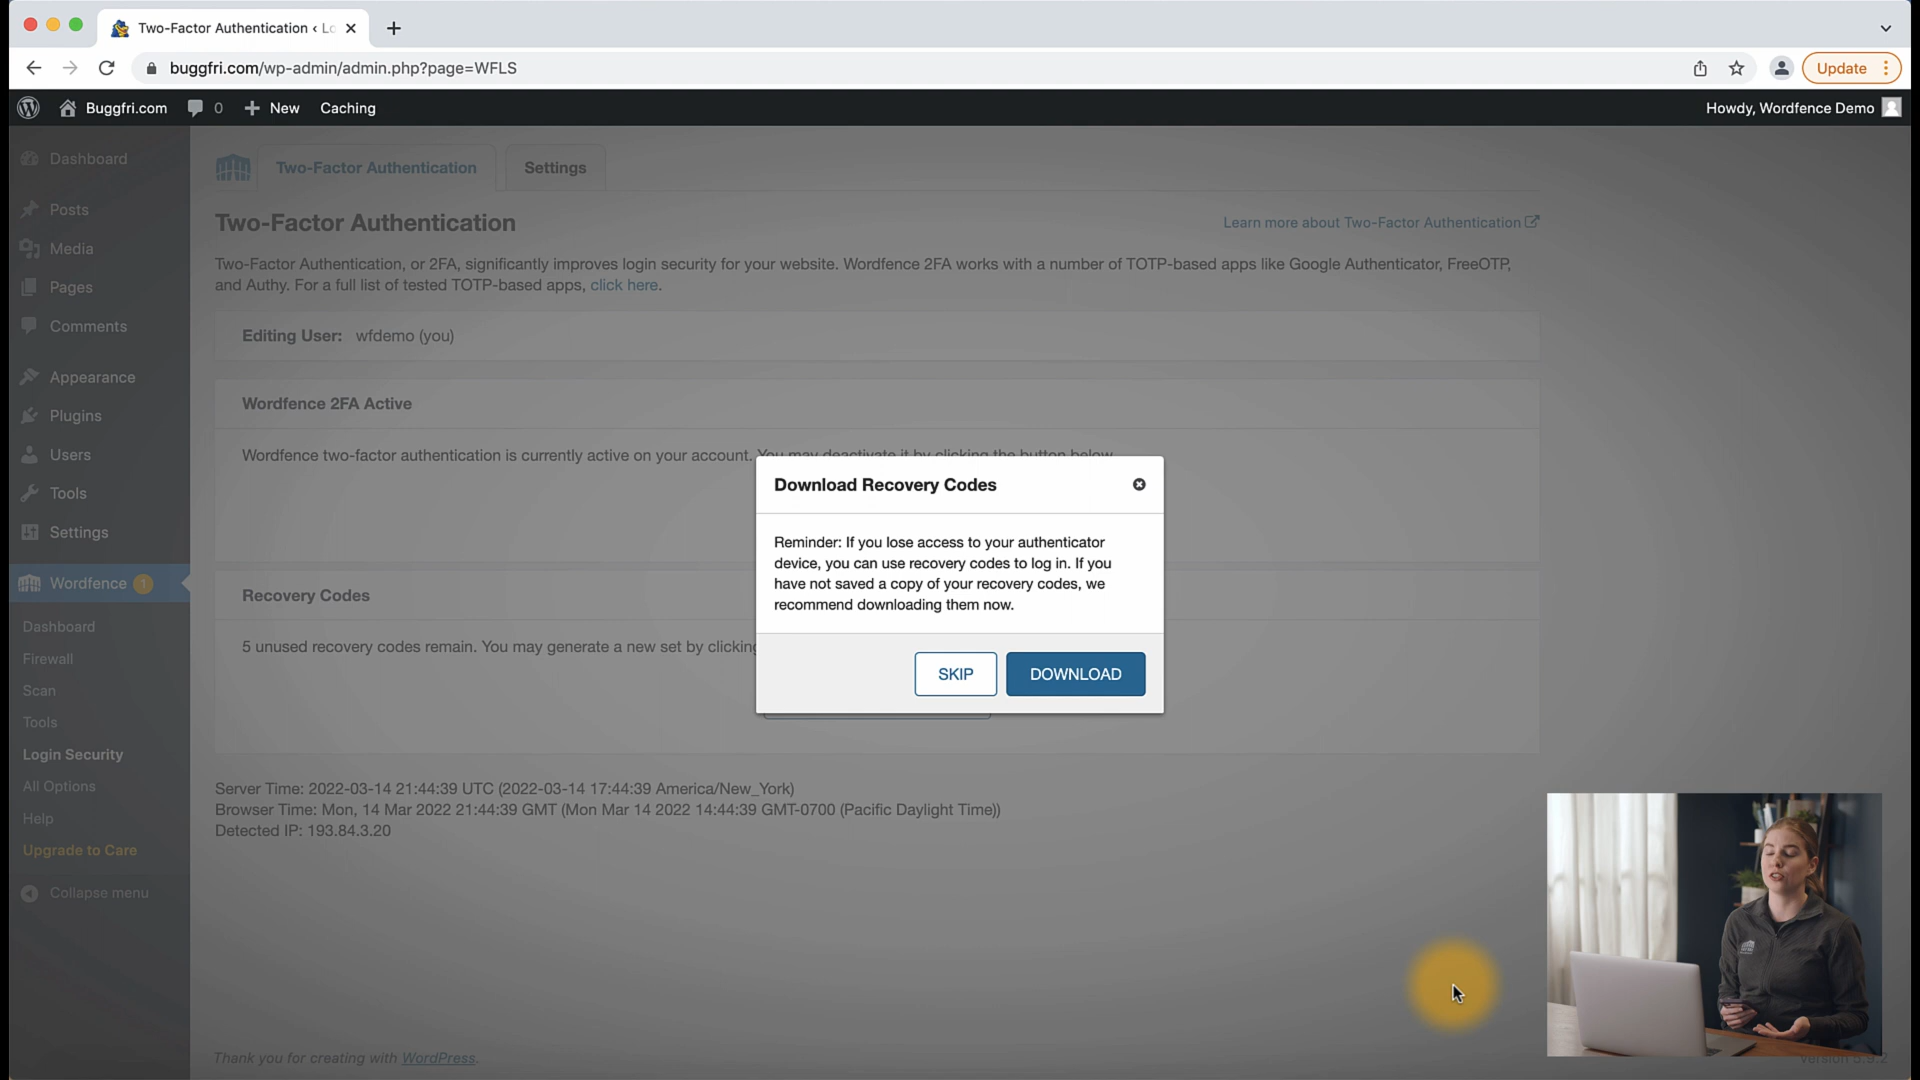 Two-Factor Authentication ‹ Lo
buggfri.com/wp-admin/admin.php?page=WFLS
Update
Buggfri.com
0
New
Caching
Howdy, Wordfence Demo
Dashboard
Posts
Media
Pages
Comments
Appearance
Plugins
Users
Tools
Settings
Wordfence 1
Dashboard
Firewall
Scan
Tools
Login Security
All Options
Help
Upgrade to Care
Collapse menu
Two-Factor Authentication
Settings
Two-Factor Authentication
Learn more about Two-Factor Authentication
Two-Factor Authentication, or 2FA, significantly improves login security for your website. Wordfence 2FA works with a number of TOTP-based apps like Google Authenticator, FreeOTP,
and Authy. For a full list of tested TOTP-based apps, click here.
Editing User: wfdemo (you)
Wordfence 2FA Active
Wordfence two-factor authentication is currently active on your account. You may deactivate it by clicking the button below.
Download Recovery Codes
Reminder: If you lose access to your authenticator
device, you can use recovery codes to log in. If you
have not saved a copy of your recovery codes, we
recommend downloading them now.
SKIP
DOWNLOAD
Recovery Codes
5 unused recovery codes remain. You may generate a new set by clicking
Server Time: 2022-03-14 21:44:39 UTC (2022-03-14 17:44:39 America/New_York)
Browser Time: Mon, 14 Mar 2022 21:44:39 GMT (Mon Mar 14 2022 14:44:39 GMT-0700 (Pacific Daylight Time))
Detected IP: 193.84.3.20
Thank you for creating with WordPress.